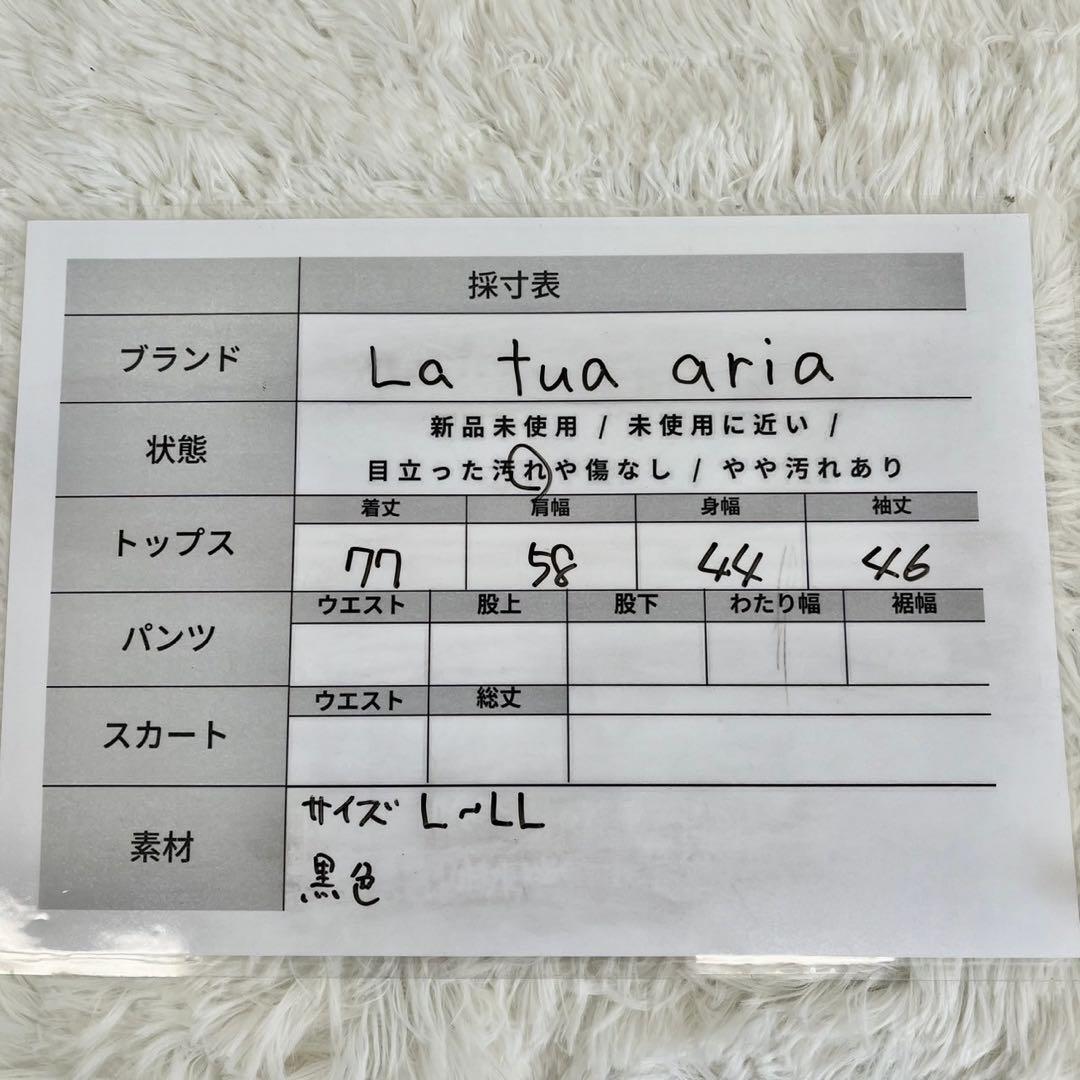 採寸表
ブランド La tua aria
状態 新品未使用 / 未使用に近い /
目立った汚れや傷なし / やや汚れあり
トップス 着丈 肩幅 身幅 袖丈
77 58 44 46
パンツ ウエスト 股上 股下 わたり幅 裾幅
スカート ウエスト 総丈
素材 サイズ L~LL
黒色